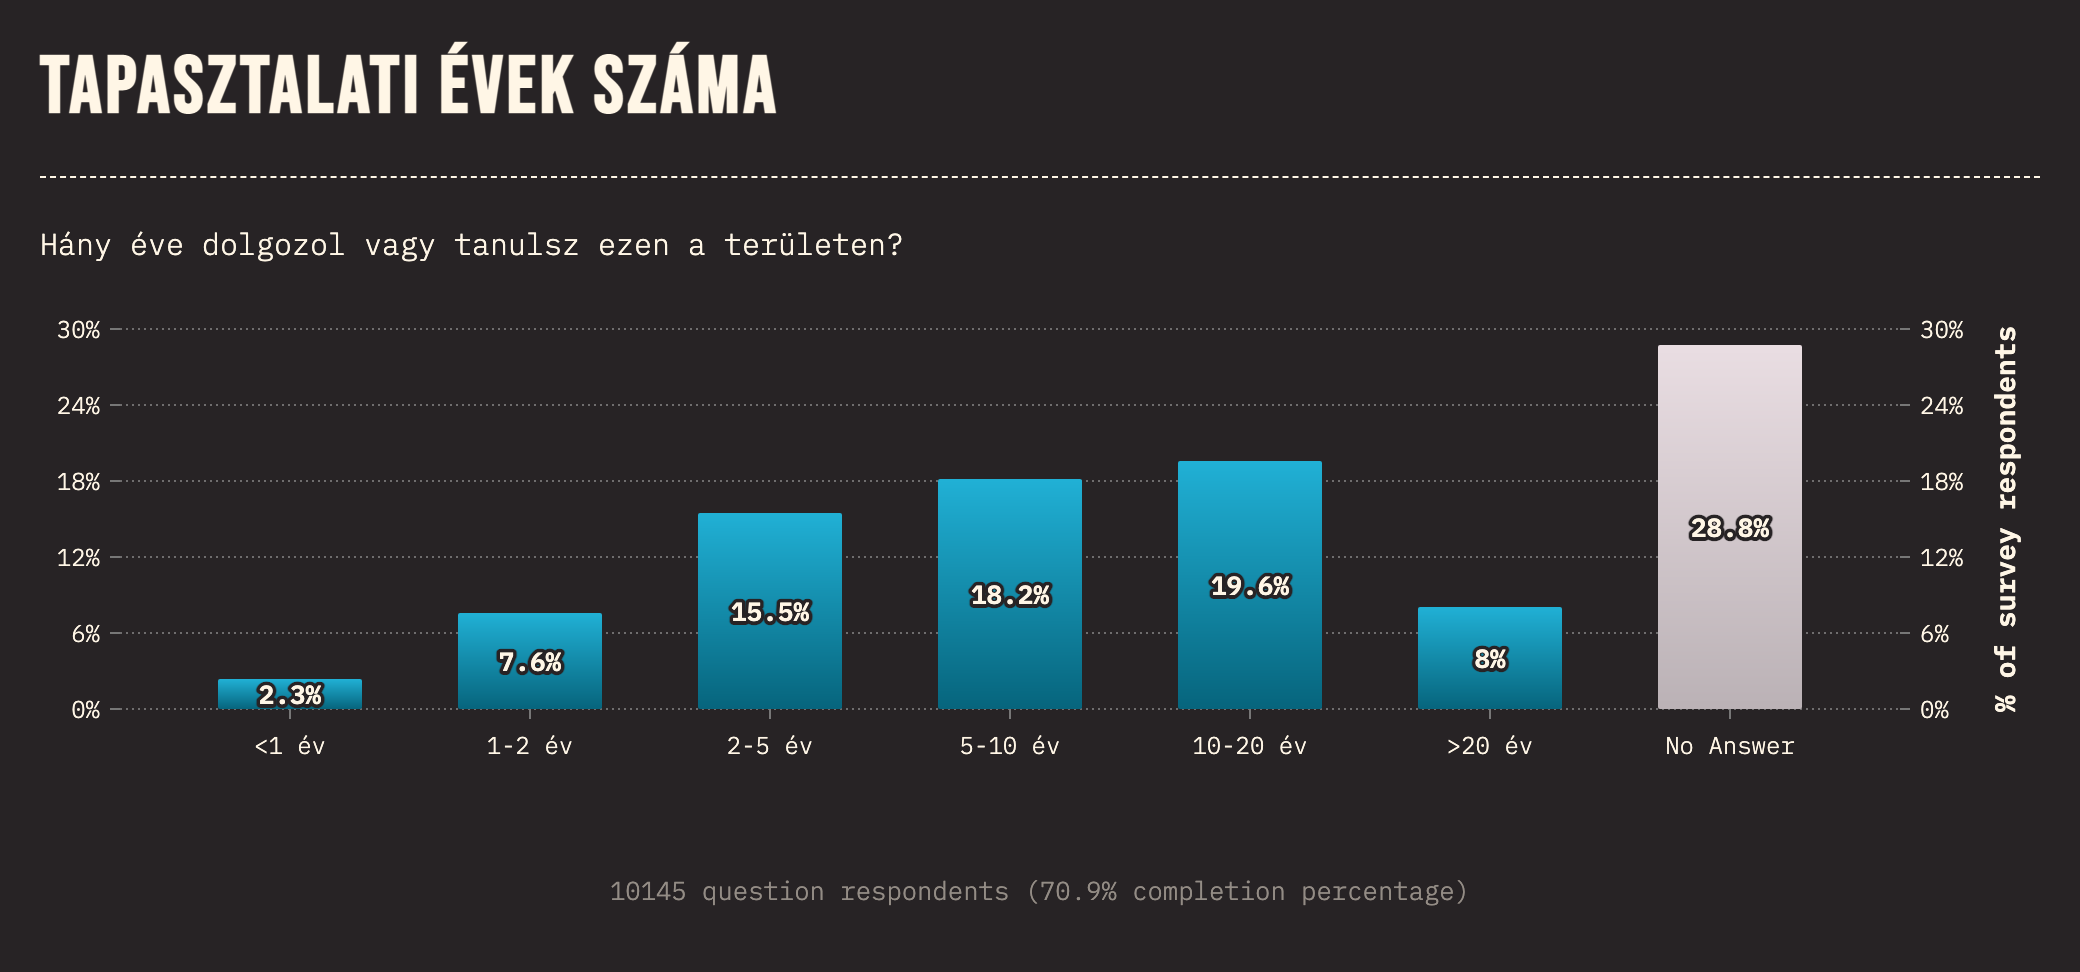 TAPASZTALATI ÉVEK SZÁMA
Hány éve dolgozol vagy tanulsz ezen a területen?
30%
24%
18%
12%
6%
0%
2.3%
7.6%
15.5%
18.2%
19.6%
8%
28.8%
<1 év
1-2 év
2-5 év
5-10 év
10-20 év
>20 év
No Answer
30%
24%
18%
12%
6%
0%
% of survey respondents
10145 question respondents (70.9% completion percentage)